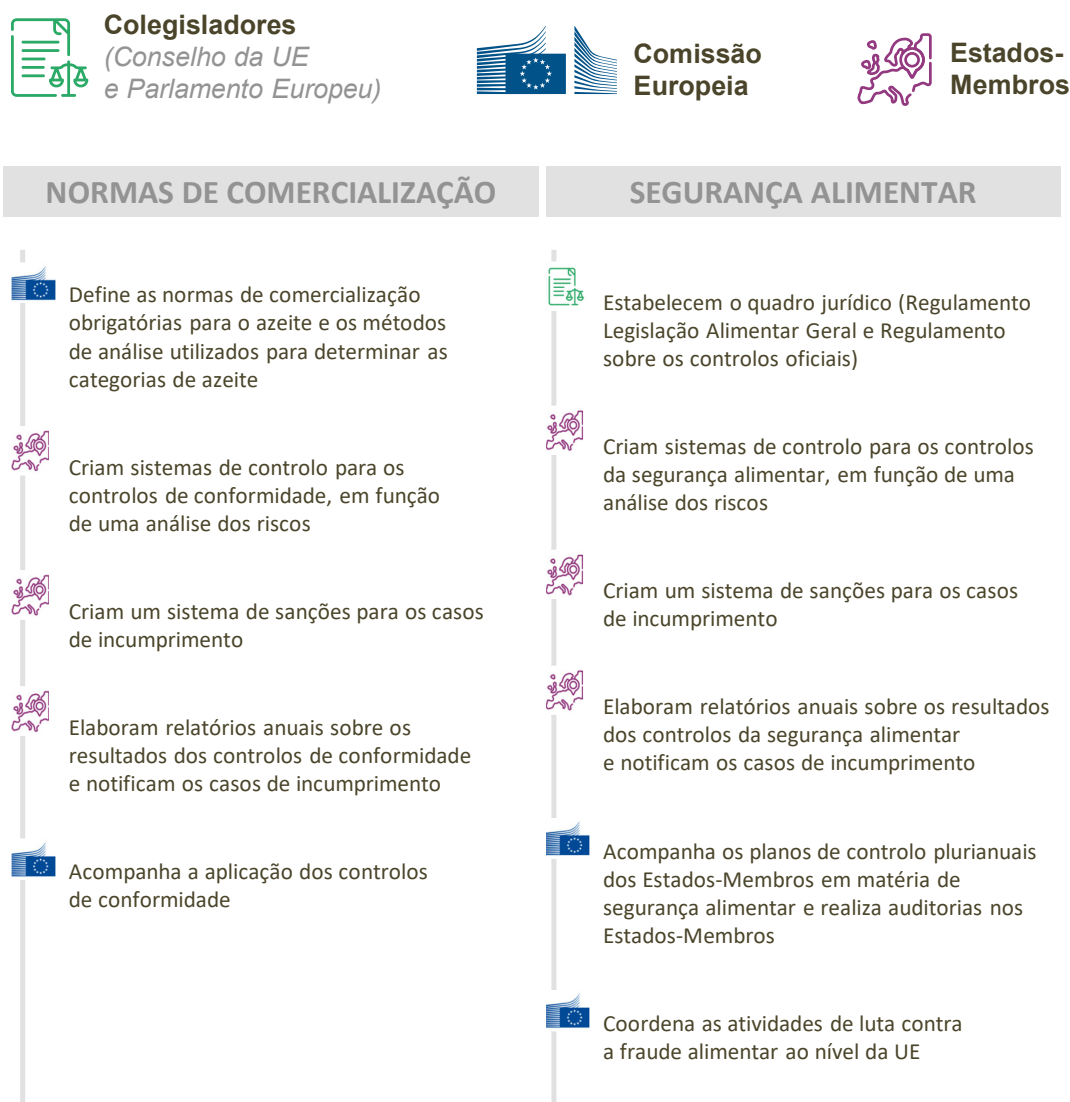 Colegisladores
(Conselho da UE
e Parlamento Europeu)
Comissão
Europeia
Estados-
Membros
NORMAS DE COMERCIALIZAÇÃO
Define as normas de comercialização
obrigatórias para o azeite e os métodos
de análise utilizados para determinar as
categorias de azeite
Criam sistemas de controlo para os
controlos de conformidade, em função
de uma análise dos riscos
Criam um sistema de sanções para os casos
de incumprimento
Elaboram relatórios anuais sobre os
resultados dos controlos de conformidade
e notificam os casos de incumprimento
Acompanha a aplicação dos controlos
de conformidade
SEGURANÇA ALIMENTAR
Estabelecem o quadro jurídico (Regulamento
Legislação Alimentar Geral e Regulamento
sobre os controlos oficiais)
Criam sistemas de controlo para os controlos
da segurança alimentar, em função de uma
análise dos riscos
Criam um sistema de sanções para os casos
de incumprimento
Elaboram relatórios anuais sobre os resultados
dos controlos da segurança alimentar
e notificam os casos de incumprimento
Acompanha os planos de controlo plurianuais
dos Estados-Membros em matéria de
segurança alimentar e realiza auditorias nos
Estados-Membros
Coordena as atividades de luta contra
a fraude alimentar ao nível da UE